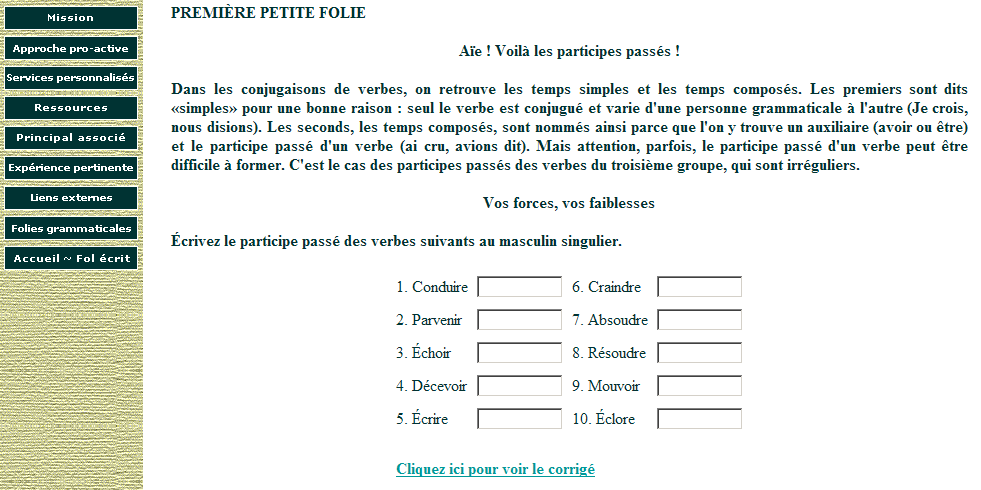 Mission
Approche pro-active
Services personnalisés
Ressources
Principal associé
Expérience pertinente
Liens externes
Folies grammaticales
Accueil ~ Fol écrit
PREMIÈRE PETITE FOLIE
Aïe ! Voilà les participes passés !
Dans les conjugaisons de verbes, on retrouve les temps simples et les temps composés. Les premiers sont dits
«simples» pour une bonne raison : seul le verbe est conjugué et varie d'une personne grammaticale à l'autre (Je crois,
nous disions). Les seconds, les temps composés, sont nommés ainsi parce que l'on y trouve un auxiliaire (avoir ou être)
et le participe passé d'un verbe (ai cru, avions dit). Mais attention, parfois, le participe passé d'un verbe peut être
difficile à former. C'est le cas des participes passés des verbes du troisième groupe, qui sont irréguliers.
Vos forces, vos faiblesses
Écrivez le participe passé des verbes suivants au masculin singulier.
1. Conduire 6. Craindre
2. Parvenir 7. Absoudre
3. Échoir 8. Résoudre
4. Décevoir 9. Mouvoir
5. Écrire 10. Éclore
Cliquez ici pour voir le corrigé